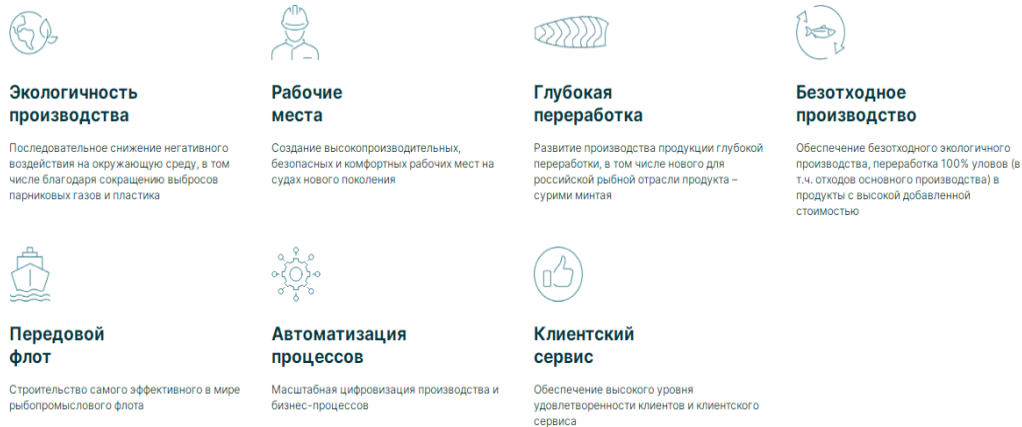 Экологичность
производства
Последовательное снижение негативного
воздействия на окружающую среду, в том
числе благодаря сокращению выбросов
парниковых газов и пластика
Рабочие
места
Создание высокопроизводительных,
безопасных и комфортных рабочих мест на
судах нового поколения
Глубокая
переработка
Развитие производства продукции глубокой
переработки, в том числе нового для
российской рыбной отрасли продукта –
сурими минтая
Безотходное
производство
Обеспечение безотходного экологичного
производства, переработка 100% уловов (в
т.ч. отходов основного производства) в
продукты с высокой добавленной
стоимостью
Передовой
флот
Строительство самого эффективного в мире
рыбопромыслового флота
Автоматизация
процессов
Масштабная цифровизация производства и
бизнес-процессов
Клиентский
сервис
Обеспечение высокого уровня
удовлетворенности клиентов и клиентского
сервиса